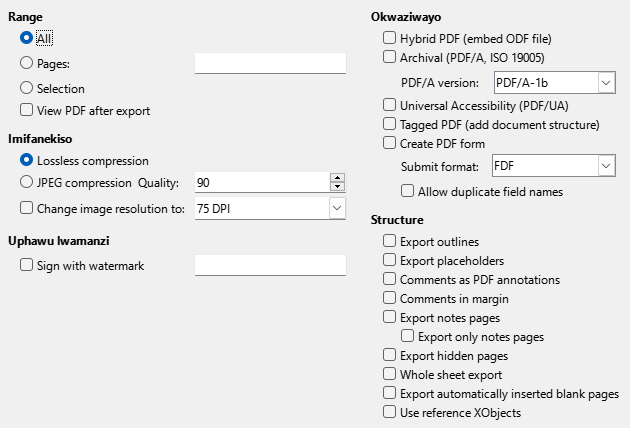 Range
All
Pages:
Selection
View PDF after export
Imifanekiso
Lossless compression
JPEG compression Quality: 90
Change image resolution to: 75 DPI
Uphawu lwamanzi
Sign with watermark
Okwaziwayo
Hybrid PDF (embed ODF file)
Archival (PDF/A, ISO 19005)
PDF/A version: PDF/A-1b
Universal Accessibility (PDF/UA)
Tagged PDF (add document structure)
Create PDF form
Submit format: FDF
Allow duplicate field names
Structure
Export outlines
Export placeholders
Comments as PDF annotations
Comments in margin
Export notes pages
Export only notes pages
Export hidden pages
Whole sheet export
Export automatically inserted blank pages
Use reference XObjects